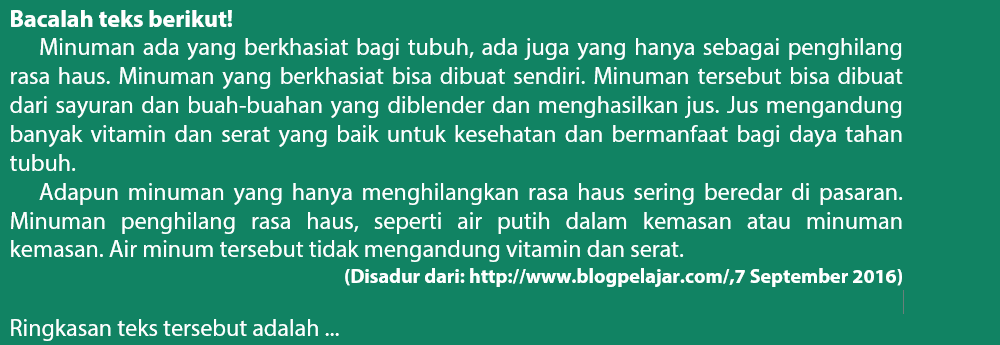 Bacalah teks berikut!
Minuman ada yang berkhasiat bagi tubuh, ada juga yang hanya sebagai penghilang
rasa haus. Minuman yang berkhasiat bisa dibuat sendiri. Minuman tersebut bisa dibuat
dari sayuran dan buah-buahan yang diblender dan menghasilkan jus. Jus mengandung
banyak vitamin dan serat yang baik untuk kesehatan dan bermanfaat bagi daya tahan
tubuh.
Adapun minuman yang hanya menghilangkan rasa haus sering beredar di pasaran.
Minuman penghilang rasa haus, seperti air putih dalam kemasan atau minuman
kemasan. Air minum tersebut tidak mengandung vitamin dan serat.
(Disadur dari: http://www.blogpelajar.com/,7 September 2016)
Ringkasan teks tersebut adalah ...